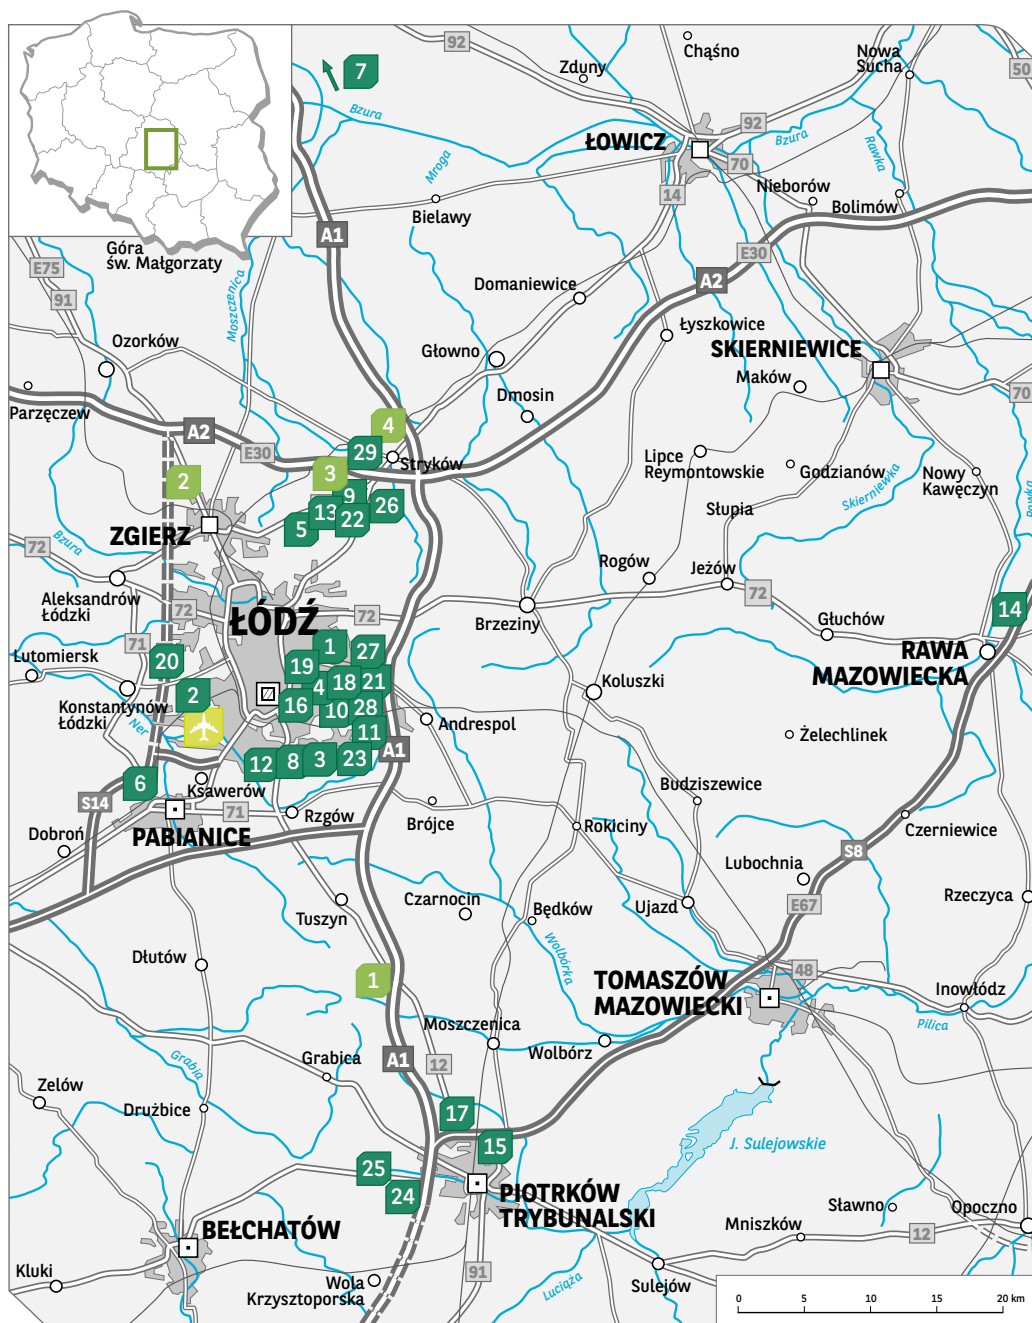 92
Chąśno
Nowa
Sucha
Zduny
50
7
Bzura
92
ŁOWICZ
Bzura
Rawka
Mroga
70
Nieborów
14
Bolimów
Bielawy
A1
Góra
św. Małgorzaty
E30
E75
Moszczenica
A2
91
Domaniewice
Łyszkowice
Ozorków
Głowno
SKIERNIEWICE
Maków
Parzęczew
Dmosin
70
4
A2
29
E30
Stryków
Lipce
Reymontowskie
Godzianów
Nowy
Kawęczyn
2
3
9
26
13
22
5
Skierniewka
Rawka
Słupia
ZGIERZ
Bzura
72
Rogów
Jeżów
Aleksandrów
Łódzki
72
ŁÓDŹ
72
72
Brzeziny
Głuchów
14
71
Lutomiersk
20
1
27
19
RAWA
MAZOWIECKA
Konstantynów
Łódzki
2
4
18
21
Koluszki
16
10
28
Ner
11
Andrespol
Żelechlinek
12
8
3
23
A1
6
Ksawerów
Budziszewice
S14
71
Rzgów
Brójce
Rokiciny
Czerniewice
Dobroń
PABIANICE
S8
Lubochnia
Czarnocin
Będków
Ujazd
E67
Rzeczyca
Tuszyn
Wolbórka
Dłutów
1
TOMASZÓW
MAZOWIECKI
48
Inowłódz
Pilica
Moszczenica
Wolbórz
Grabia
Grabica
A1
12
Zelów
Drużbice
17
15
J. Sulejowskie
25
24
PIOTRKÓW
TRYBUNALSKI
Sławno
Opoczno
BEŁCHATÓW
Mniszków
12
Kluki
Wola
Krzysztoporska
91
Luciąża
Sulejów
0
5
10
15
20 km